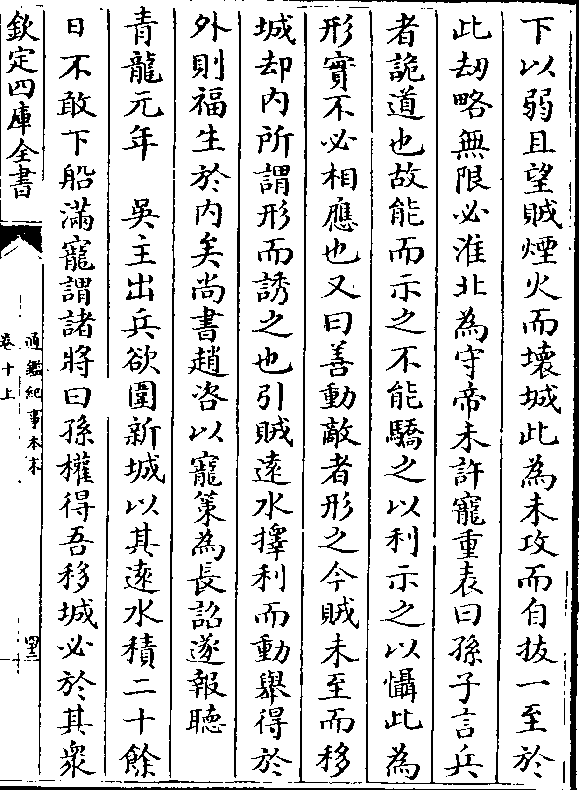 下以弱且望賊煙火而壊城此為未攻而自拔一至於
此刼略無限必淮北為守帝未許寵重表曰孫子言兵
者詭道也故能而示之不能驕之以利示之以懾此為
形實不必相應也又曰善動敵者形之今賊未至而移
城却内所謂形而誘之也引賊遠水擇利而動舉得於
外則福生於内矣尚書趙咨以寵策為長詔遂報聽
青龍元年 吳主出兵欲圍新城以其遠水積二十餘
日不敢下船滿寵謂諸將曰孫權得吾移城必於其衆
欽定四庫全書
通鑑紀事本末
卷十上